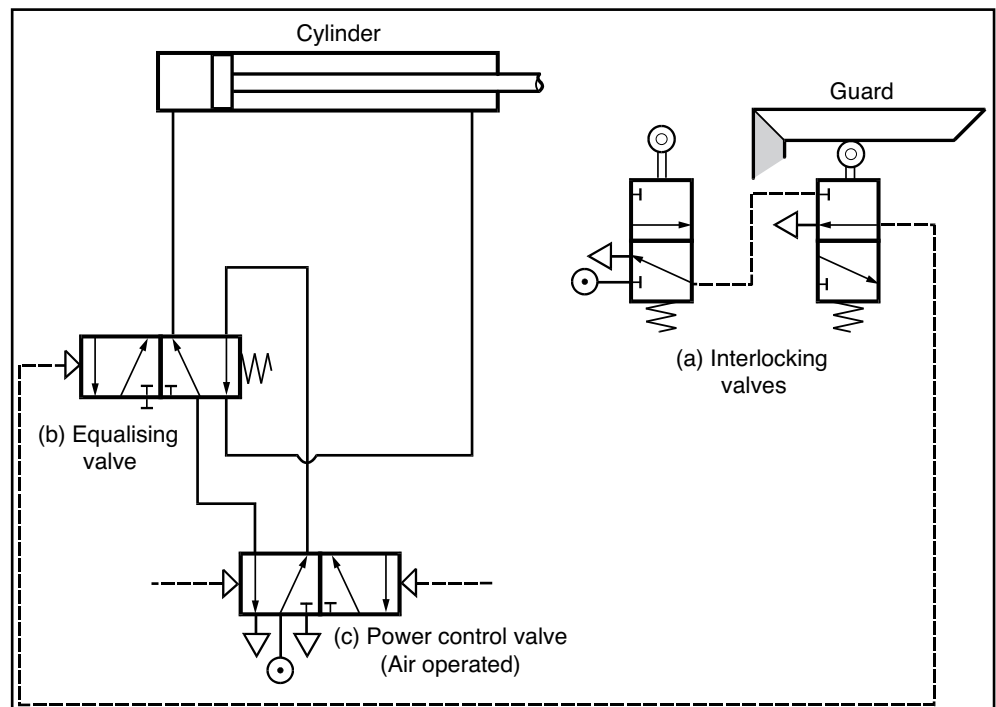 Cylinder
Guard
(a) Interlocking
valves
(b) Equalising
valve
(c) Power control valve
(Air operated)